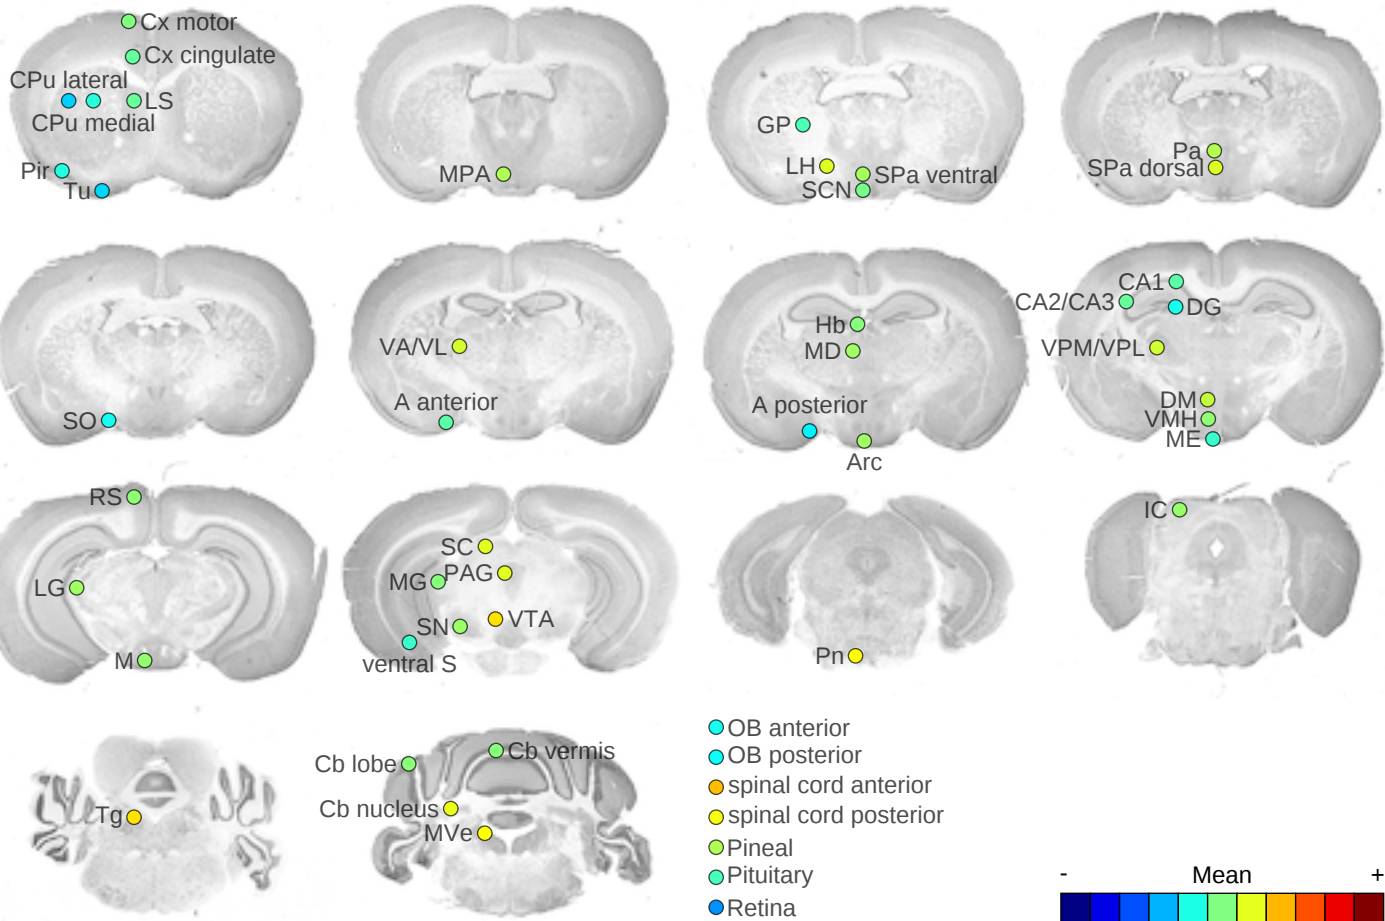 Cx motor
Cx cingulate
CPu lateral
LS
CPu medial
Pir
Tu
MPA
GP
LH
SPa ventral
SCN
Pa
SPa dorsal
SO
VA/VL
A anterior
Hb
MD
A posterior
Arc
CA1
CA2/CA3
DG
VPM/VPL
DM
VMH
ME
RS
LG
M
SC
PAG
MG
VTA
SN
ventral S
Pn
IC
Tg
Cb vermis
Cb lobe
Cb nucleus
MVe
OB anterior
OB posterior
spinal cord anterior
spinal cord posterior
Pineal
Pituitary
Retina
- Mean +